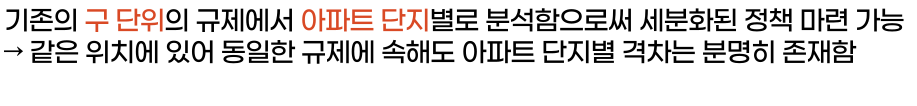 기존의 구 단위의 규제에서 아파트 단지별로 분석함으로써 세분화된 정책 마련 가능
→ 같은 위치에 있어 동일한 규제에 속해도 아파트 단지별 격차는 분명히 존재함